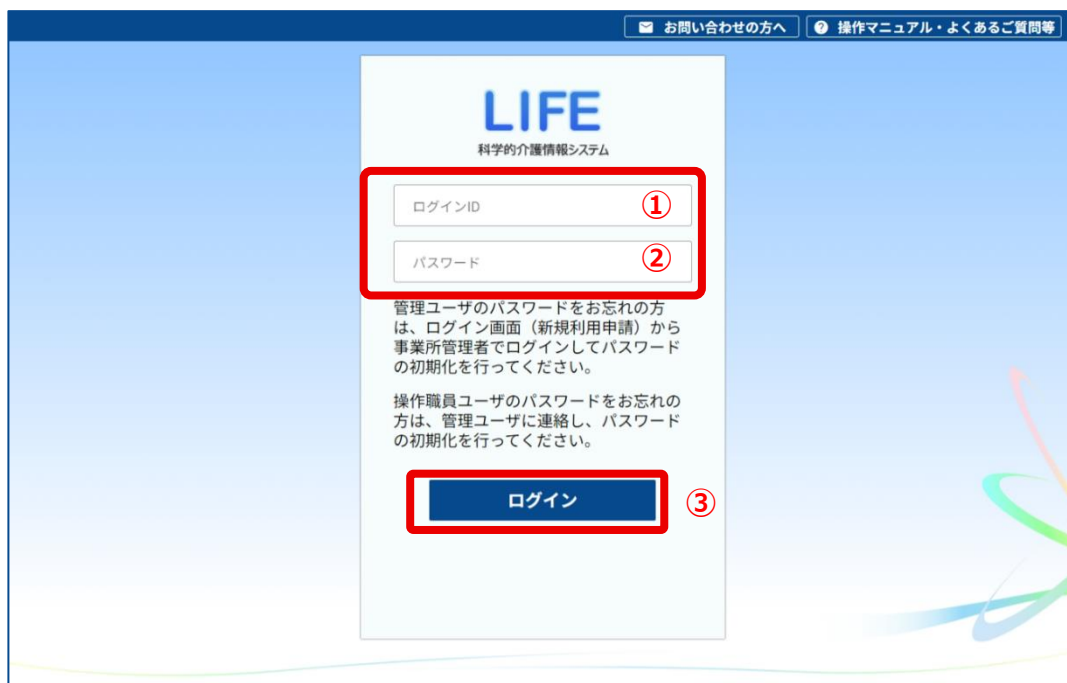 お問い合わせの方へ
操作マニュアル・よくあるご質問等
LIFE
科学的介護情報システム
ログインID
①
パスワード
②
管理ユーザのパスワードをお忘れの方
は、ログイン画面（新規利用申請）から
事業所管理者でログインしてパスワード
の初期化を行ってください。
操作職員ユーザのパスワードをお忘れの
方は、管理ユーザに連絡し、パスワード
の初期化を行ってください。
ログイン
③